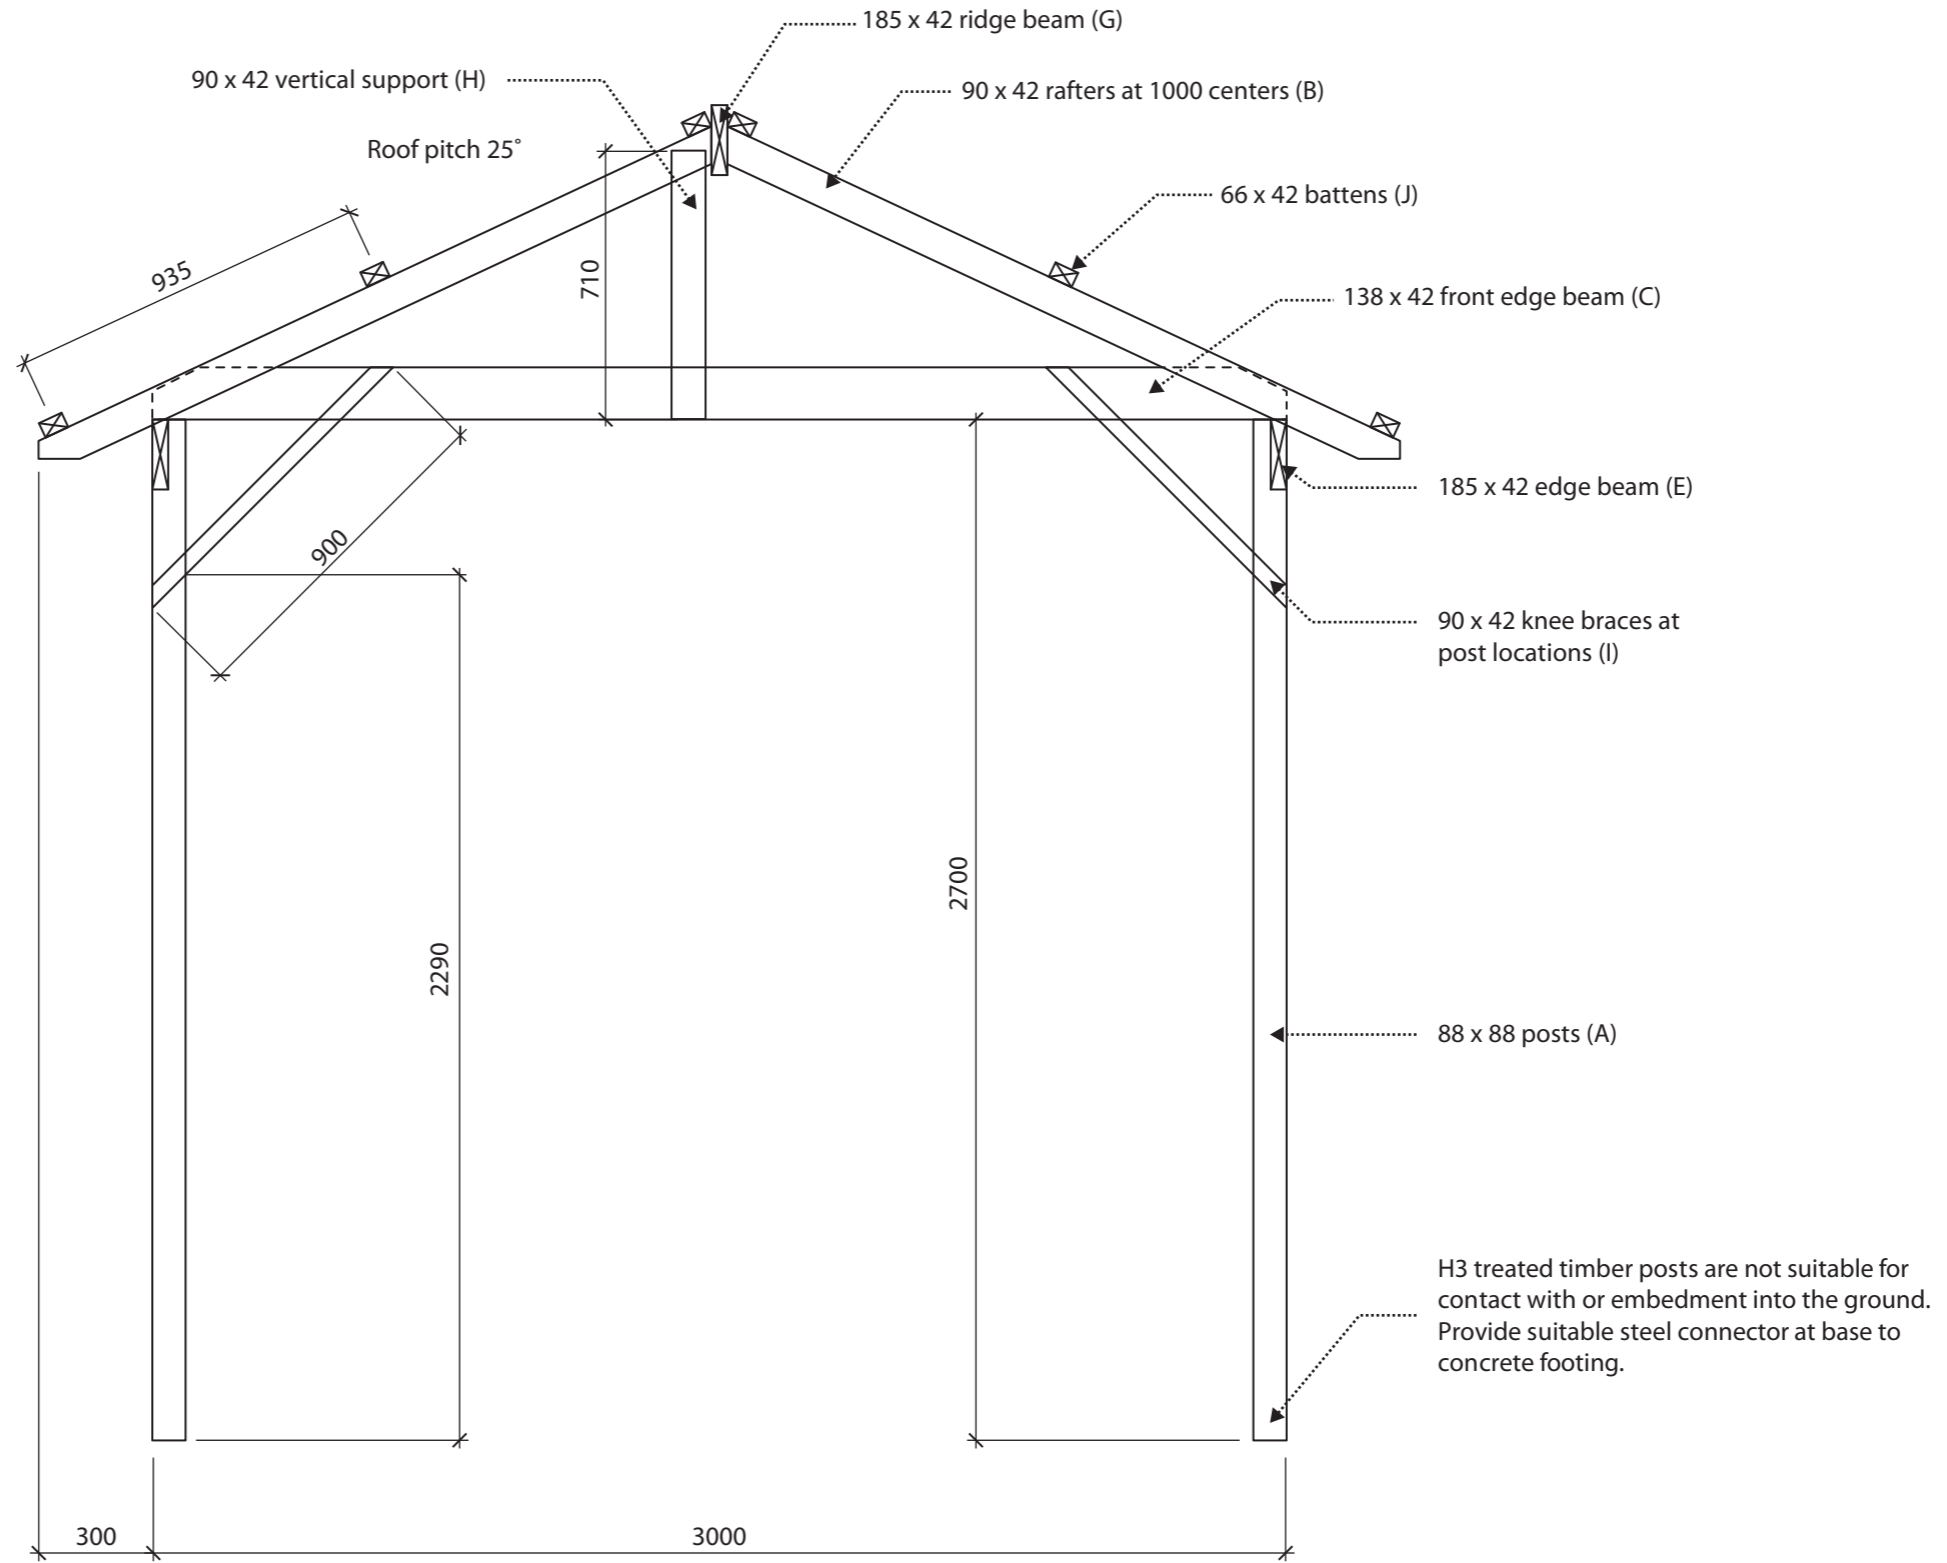 185 x 42 ridge beam (G)
90 x 42 vertical support (H)
90 x 42 rafters at 1000 centers (B)
Roof pitch 25˚
66 x 42 battens (J)
935
710
138 x 42 front edge beam (C)
185 x 42 edge beam (E)
900
90 x 42 knee braces at
post locations (I)
2700
2290
88 x 88 posts (A)
H3 treated timber posts are not suitable for
contact with or embedment into the ground.
Provide suitable steel connector at base to
concrete footing.
300
3000